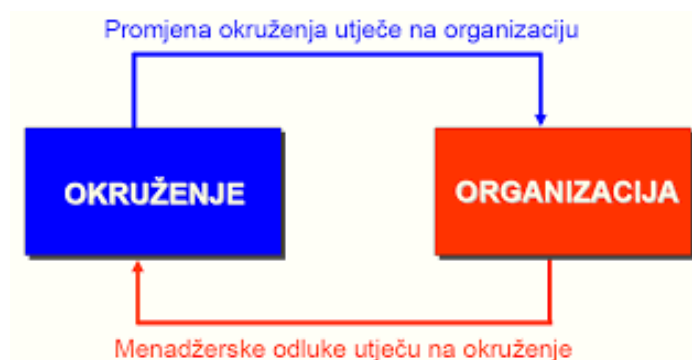 Promjena okruženja utječe na organizaciju
OKRUŽENJE
ORGANIZACIJA
Menadžerske odluke utječu na okruženje